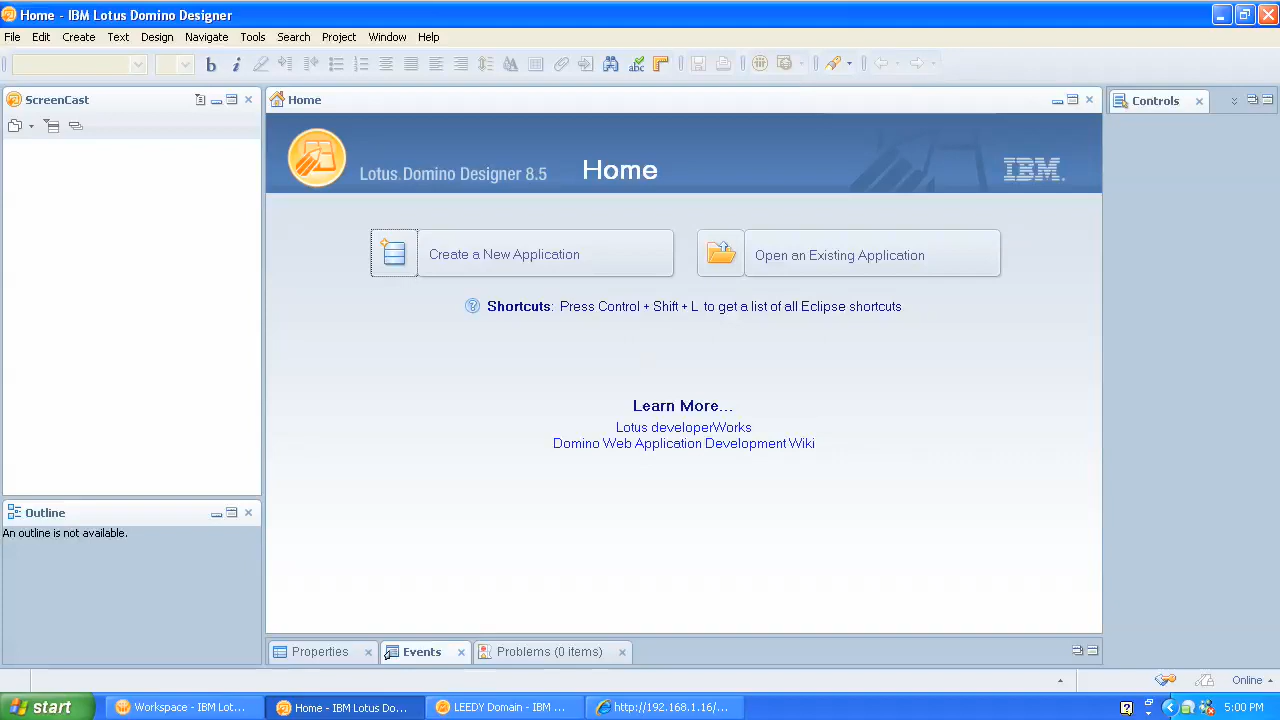 Home - IBM Lotus Domino Designer
File Edit Create Text Design Navigate Tools Search Project Window Help
ScreenCast
Home
Controls
Lotus. Domino Designer 8.5
Home
IBM.
Create a New Application
Open an Existing Application
Shortcuts: Press Control + Shift + L to get a list of all Eclipse shortcuts
Learn More...
Lotus developerWorks
Domino Web Application Development Wiki
Outline
An outline is not available.
Properties
Events
Problems (0 items)
Online
start
Workspace - IBM Lot...
Home - IBM Lotus Do...
LEEDY Domain - IBM ...
http://192.168.1.16/...
5:00 PM